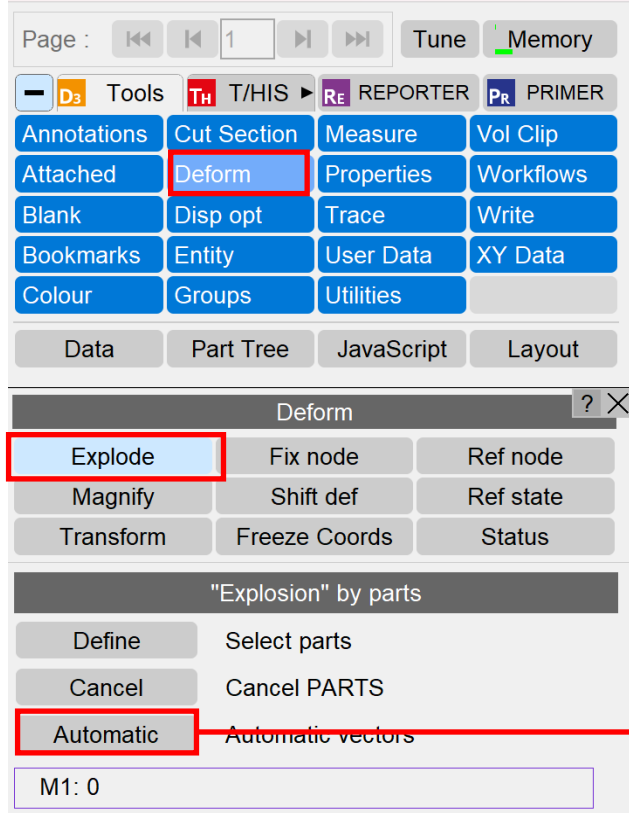 Page : 1 Tune Memory
D3 Tools TH T/HIS RE REPORTER PR PRIMER
Annotations Cut Section Measure Vol Clip
Attached Deform Properties Workflows
Blank Disp opt Trace Write
Bookmarks Entity User Data XY Data
Colour Groups Utilities
Data Part Tree JavaScript Layout
Deform ? X
Explode Fix node Ref node
Magnify Shift def Ref state
Transform Freeze Coords Status
"Explosion" by parts
Define Select parts
Cancel Cancel PARTS
Automatic Automatic vectors
M1: 0